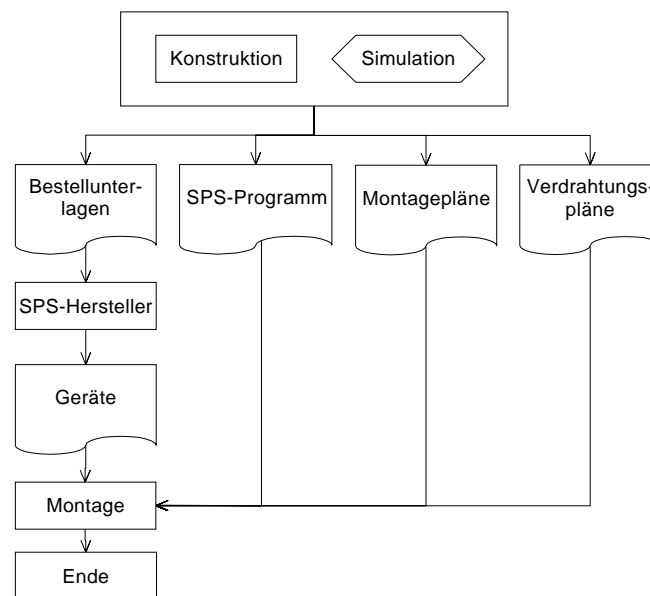 Konstruktion
Simulation
Bestellunter-
lagen
SPS-Programm
Montagepläne
Verdrahtungs-
pläne
SPS-Hersteller
Geräte
Montage
Ende